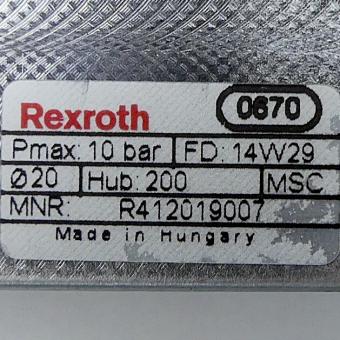 Rexroth 0670
Pmax: 10 bar FD: 14W29
Ø20 Hub: 200 MSC
MNR: R412019007
Made in Hungary